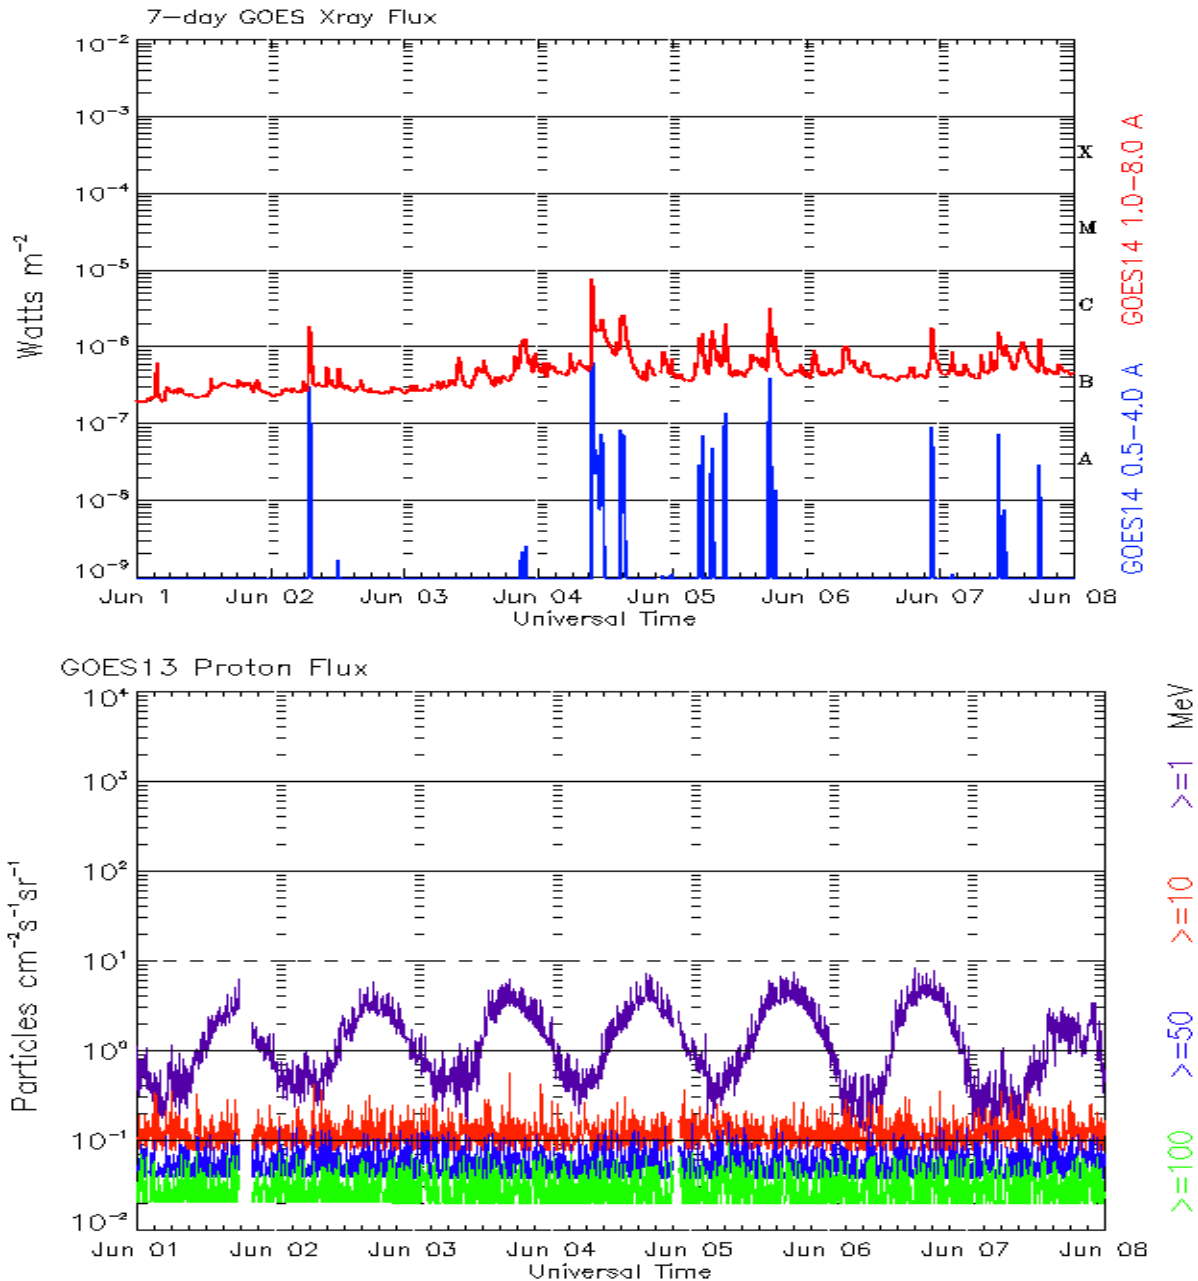 7-day GOES Xray Flux
10⁻²
10⁻³
10⁻⁴
10⁻⁵
10⁻⁶
10⁻⁷
10⁻⁸
10⁻⁹
Watts m⁻²
X
M
C
B
A
GOES14 1.0-8.0 A
GOES14 0.5-4.0 A
Jun 1 Jun 02 Jun 03 Jun 04 Jun 05 Jun 06 Jun 07 Jun 08
Universal Time
GOES13 Proton Flux
10⁴
10³
10²
10¹
10⁰
10⁻¹
10⁻²
Particles cm⁻²s⁻¹sr⁻¹
MeV
>=1
>=10
>=50
>=100
Jun 01 Jun 02 Jun 03 Jun 04 Jun 05 Jun 06 Jun 07 Jun 08
Universal Time